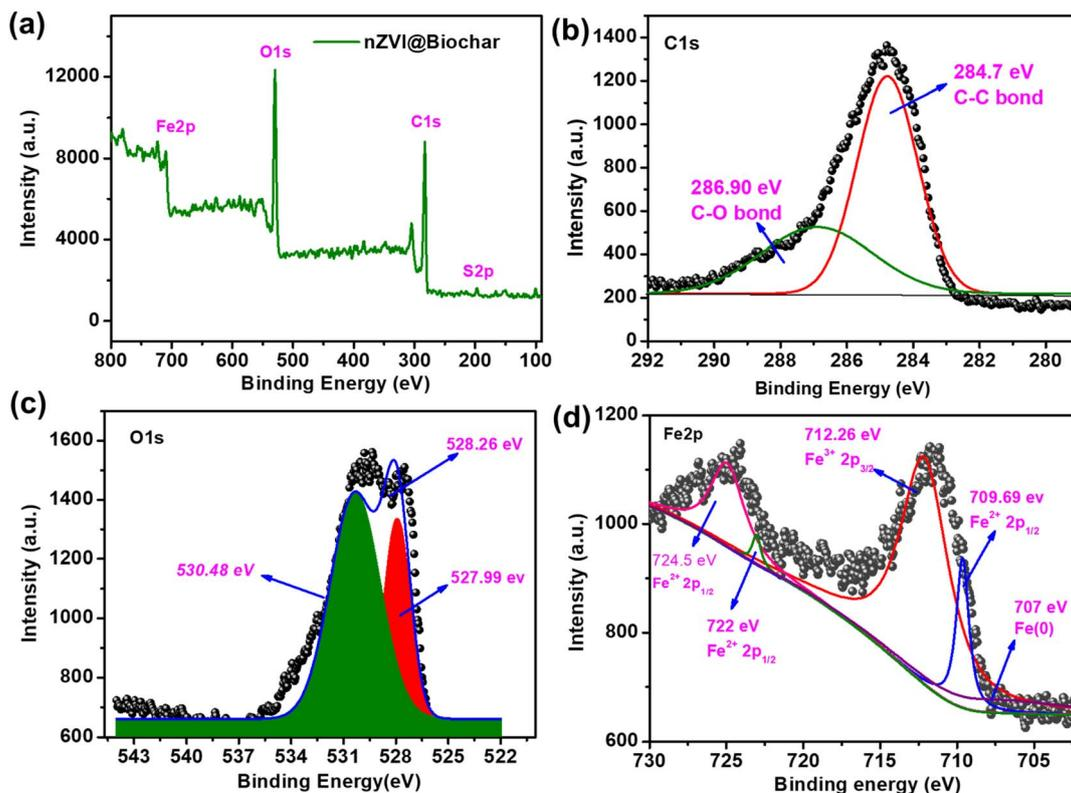 (a)
nZVI@Biochar
O1s
Fe2p
C1s
S2p
12000
8000
4000
0
Intensity (a.u.)
800 700 600 500 400 300 200 100
Binding Energy (eV)
(b)
C1s
284.7 eV
C-C bond
286.90 eV
C-O bond
1400
1200
1000
800
600
400
200
0
Intensity (a.u.)
292 290 288 286 284 282 280
Binding Energy (eV)
(c)
O1s
528.26 eV
530.48 eV
527.99 ev
1600
1400
1200
1000
800
600
Intensity (a.u.)
543 540 537 534 531 528 525 522
Binding Energy(eV)
(d)
Fe2p
712.26 eV
Fe3+ 2p3/2
709.69 ev
Fe2+ 2p1/2
724.5 eV
Fe2+ 2p1/2
722 eV
Fe2+ 2p1/2
707 eV
Fe(0)
1200
1000
800
600
Intensity (a.u.)
730 725 720 715 710 705
Binding energy (eV)